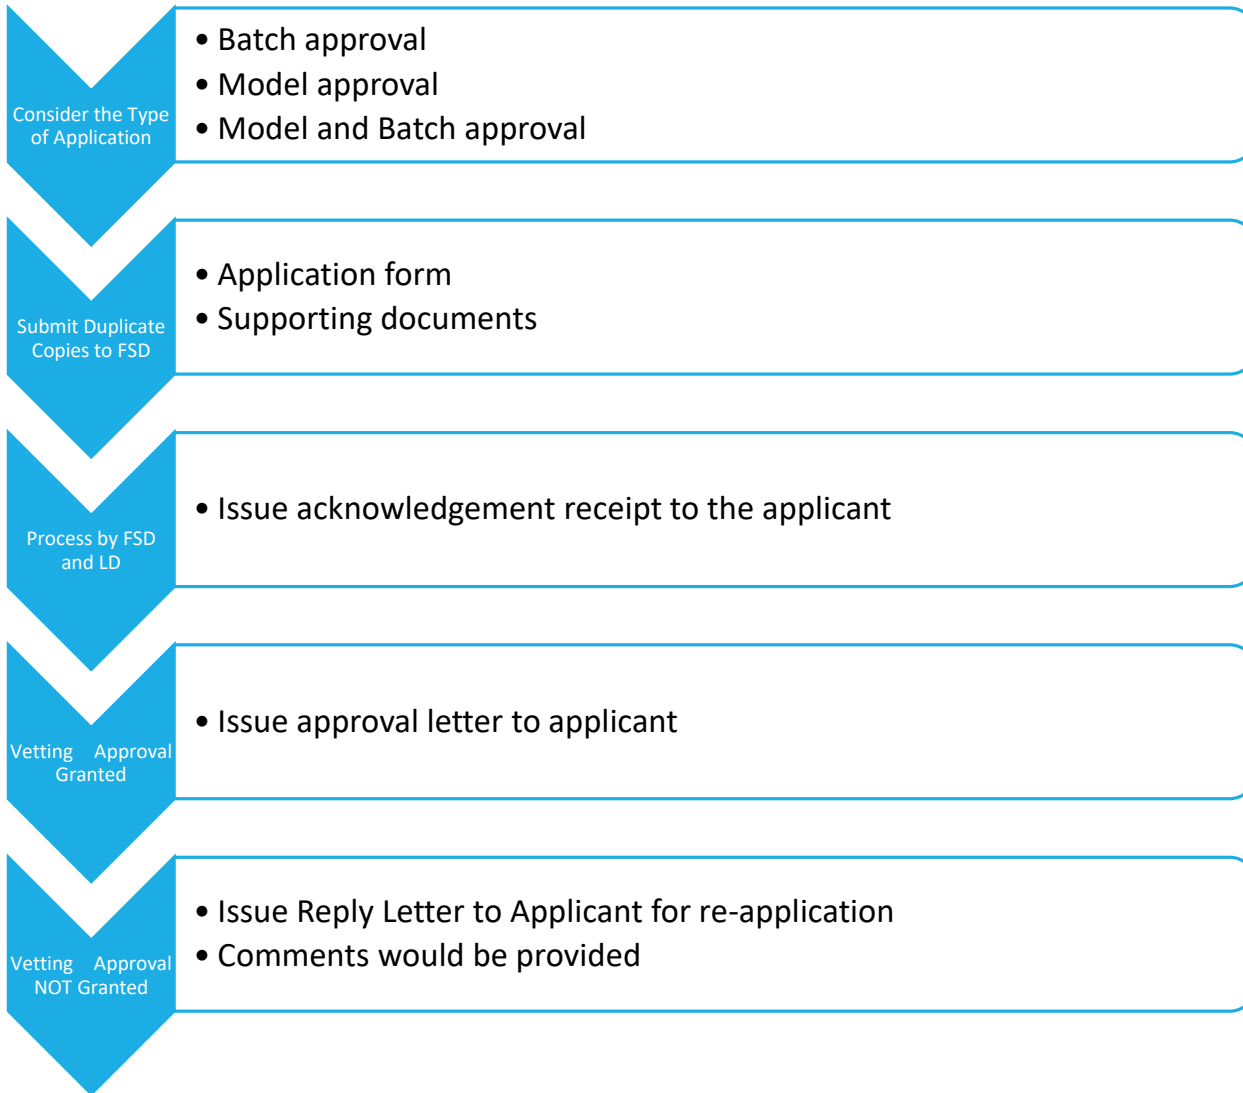 Consider the Type
of Application
• Batch approval
• Model approval
• Model and Batch approval
Submit Duplicate
Copies to FSD
• Application form
• Supporting documents
Process by FSD
and LD
• Issue acknowledgement receipt to the applicant
Vetting Approval
Granted
• Issue approval letter to applicant
Vetting Approval
NOT Granted
• Issue Reply Letter to Applicant for re-application
• Comments would be provided